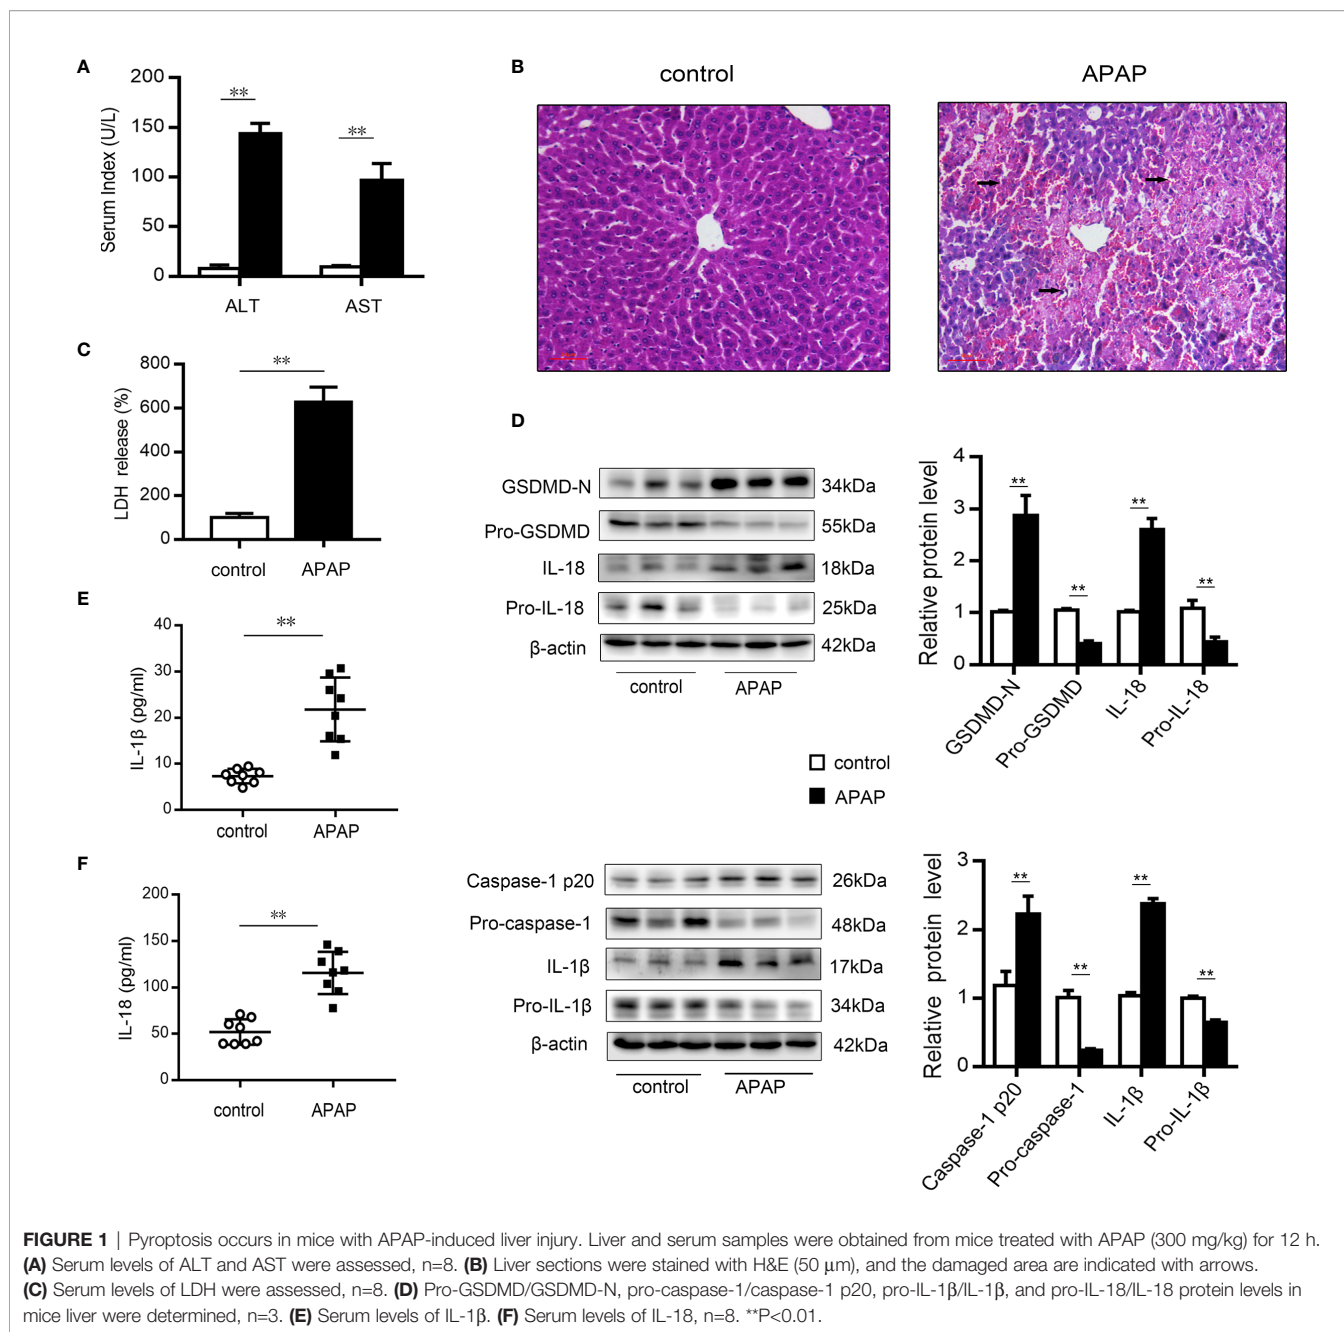 A
Serum Index (U/L)
200
150
100
50
0
**
**
ALT
AST
B
control
APAP
C
LDH release (%)
800
600
400
200
0
**
control
APAP
D
GSDMD-N
34kDa
Pro-GSDMD
55kDa
IL-18
18kDa
Pro-IL-18
25kDa
β-actin
42kDa
control
APAP
Relative protein level
4
3
2
1
0
**
**
**
**
GSDMD-N
Pro-GSDMD
IL-18
Pro-IL-18
control
APAP
Caspase-1 p20
26kDa
Pro-caspase-1
48kDa
IL-1β
17kDa
Pro-IL-1β
34kDa
β-actin
42kDa
control
APAP
Relative protein level
3
2
1
0
**
**
**
**
Caspase-1 p20
Pro-caspase-1
IL-1β
Pro-IL-1β
E
IL-1β (pg/ml)
40
30
20
10
0
**
control
APAP
F
IL-18 (pg/ml)
200
150
100
50
0
**
control
APAP
FIGURE 1 | Pyroptosis occurs in mice with APAP-induced liver injury. Liver and serum samples were obtained from mice treated with APAP (300 mg/kg) for 12 h.
(A) Serum levels of ALT and AST were assessed, n=8. (B) Liver sections were stained with H&E (50 μm), and the damaged area are indicated with arrows.
(C) Serum levels of LDH were assessed, n=8. (D) Pro-GSDMD/GSDMD-N, pro-caspase-1/caspase-1 p20, pro-IL-1β/IL-1β, and pro-IL-18/IL-18 protein levels in
mice liver were determined, n=3. (E) Serum levels of IL-1β. (F) Serum levels of IL-18, n=8. **P<0.01.